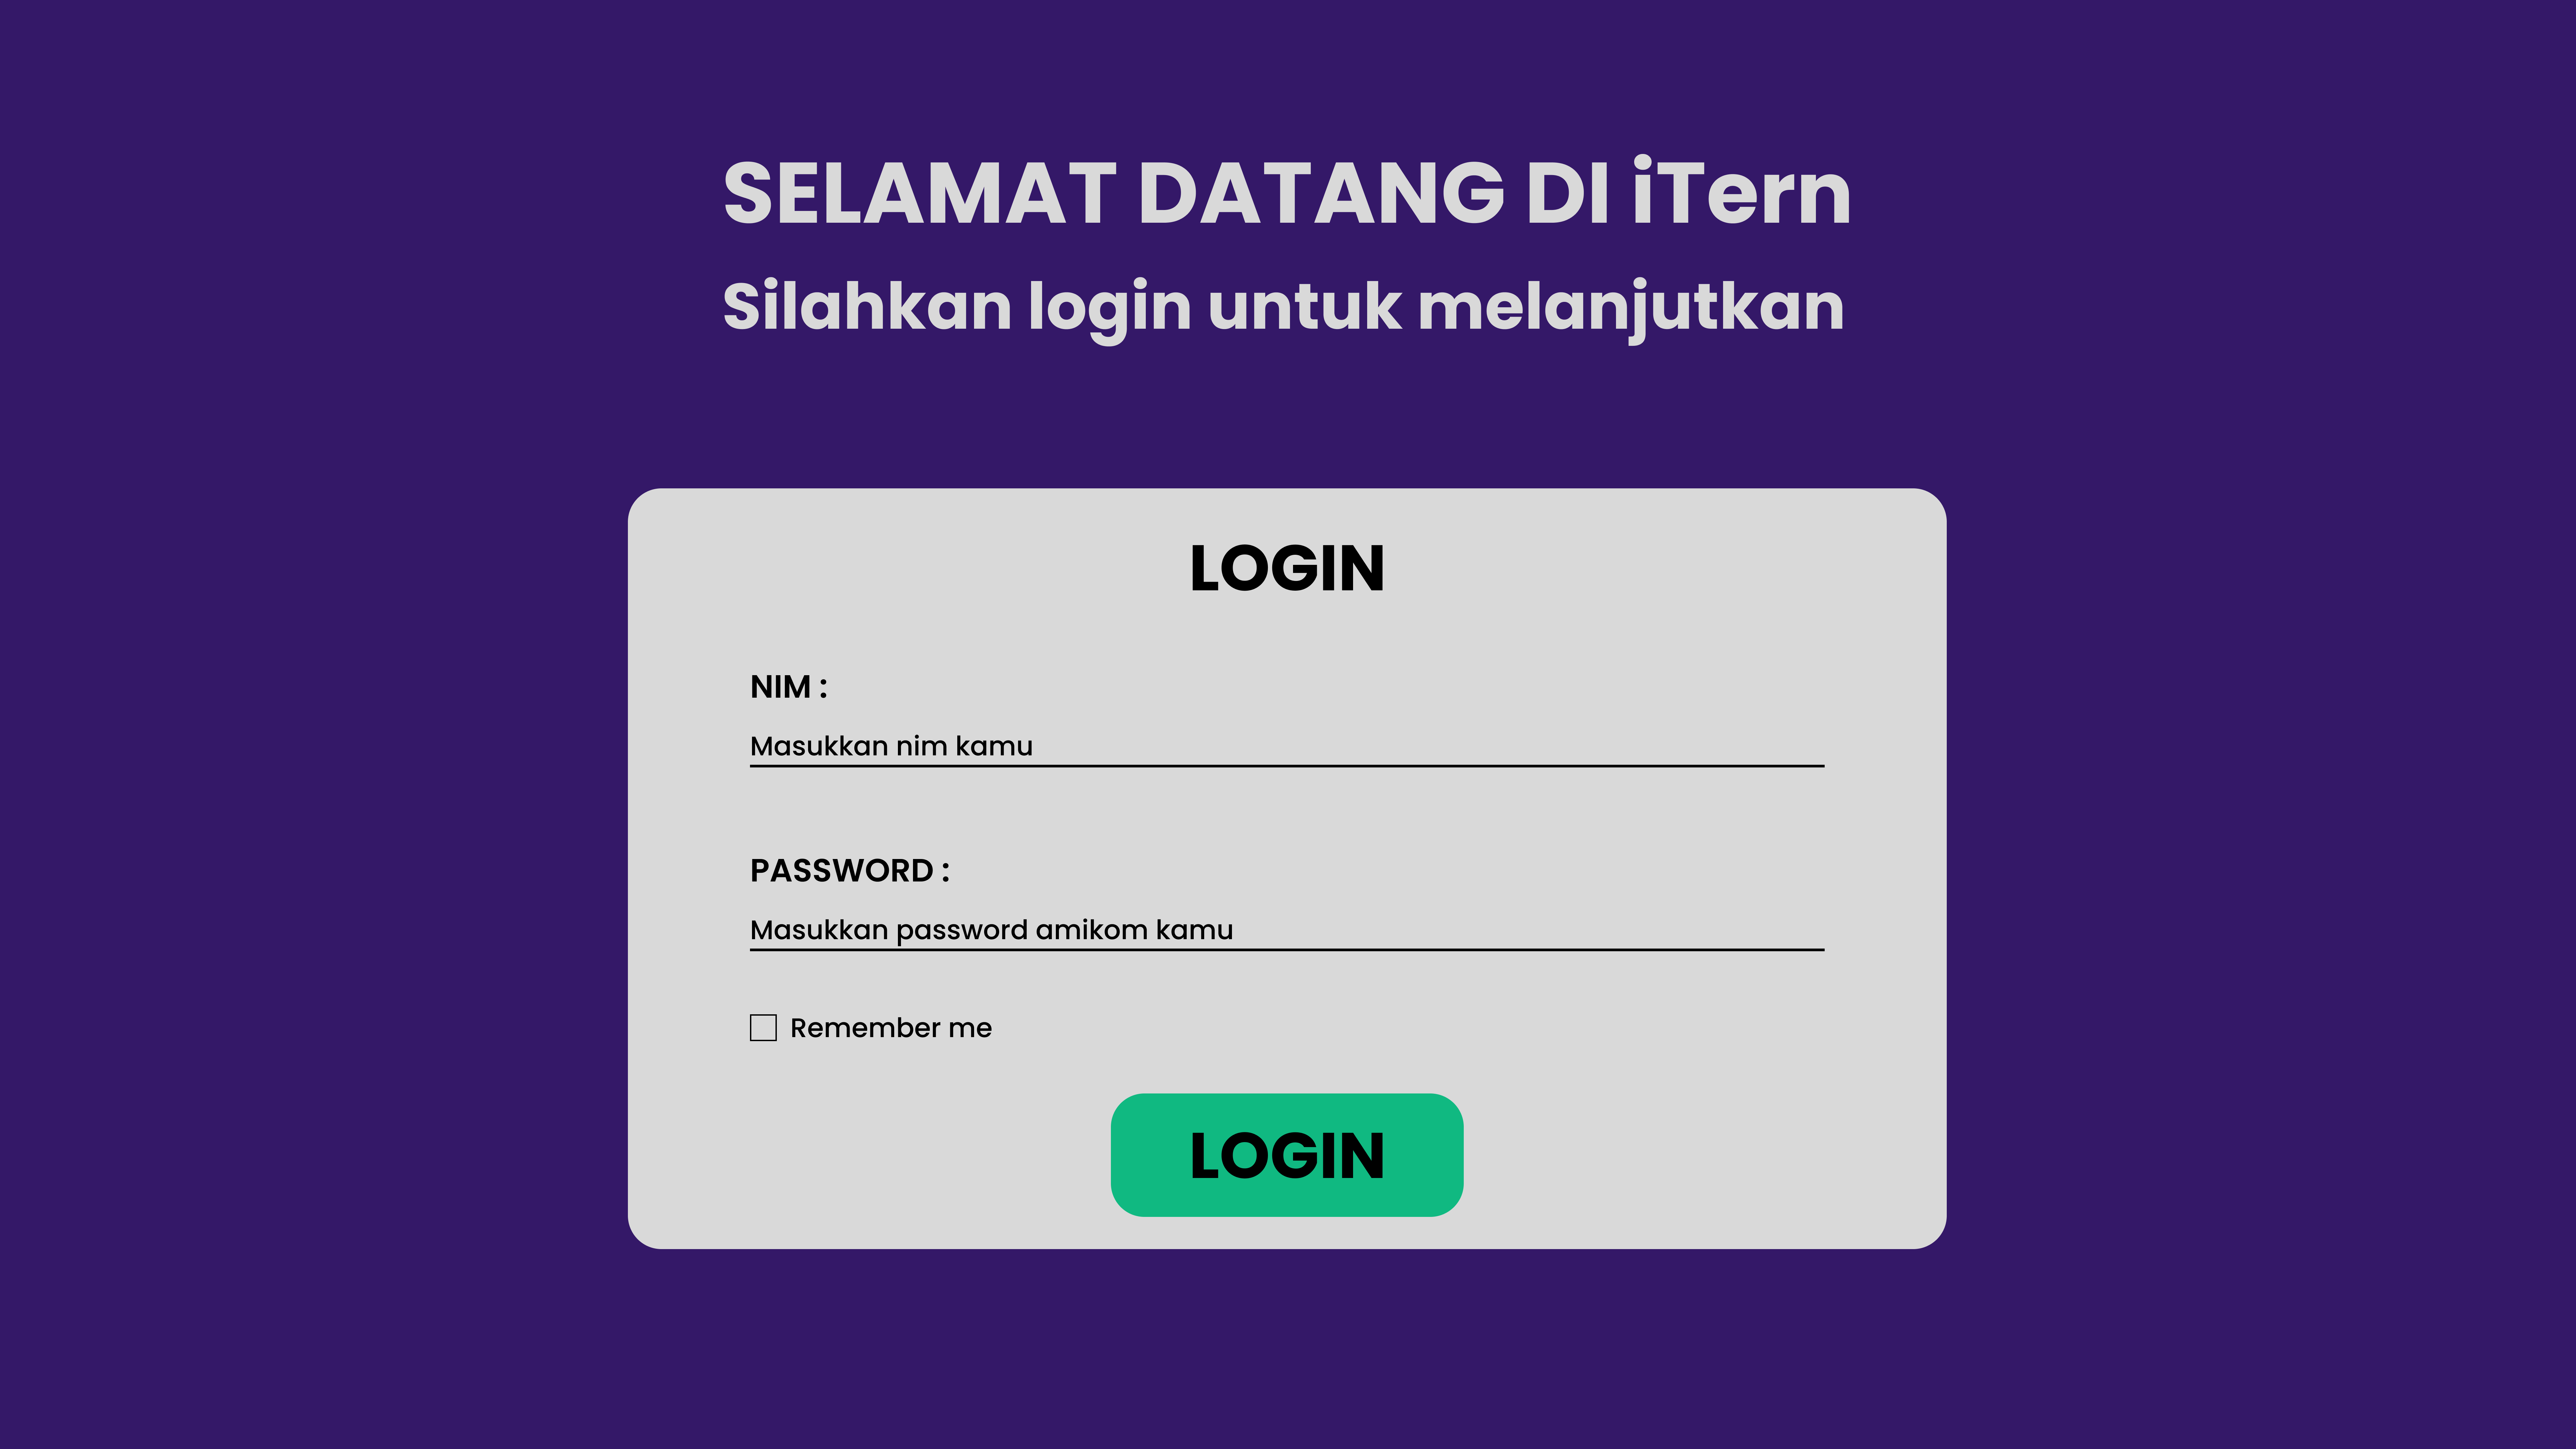 SELAMAT DATANG DI iTern
Silahkan login untuk melanjutkan
LOGIN
NIM :
Masukkan nim kamu
PASSWORD :
Masukkan password amikom kamu
Remember me
LOGIN